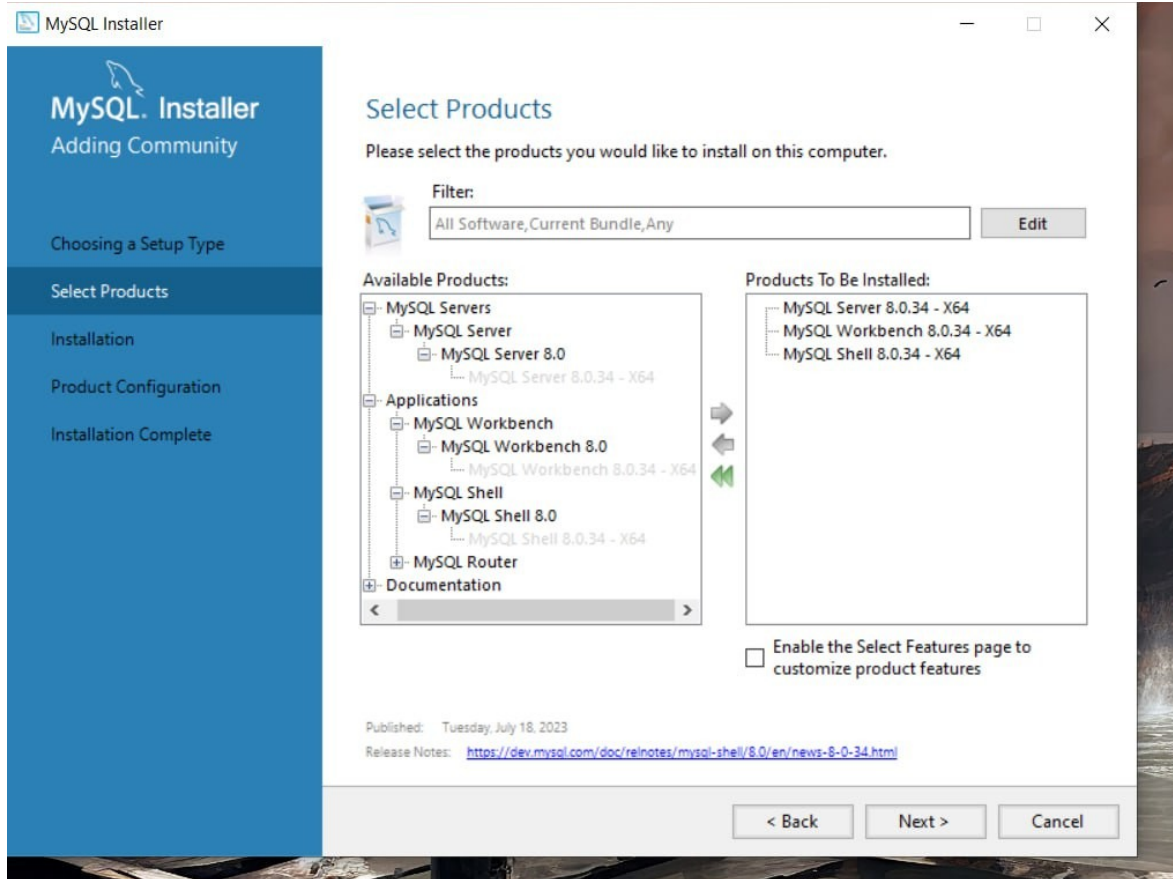 MySQL Installer
MySQL. Installer
Adding Community
Choosing a Setup Type
Select Products
Installation
Product Configuration
Installation Complete
Select Products
Please select the products you would like to install on this computer.
Filter:
All Software,Current Bundle,Any
Edit
Available Products:
MySQL Servers
MySQL Server
MySQL Server 8.0
MySQL Server 8.0.34 - X64
Applications
MySQL Workbench
MySQL Workbench 8.0
MySQL Workbench 8.0.34 - X64
MySQL Shell
MySQL Shell 8.0
MySQL Shell 8.0.34 - X64
MySQL Router
Documentation
Products To Be Installed:
MySQL Server 8.0.34 - X64
MySQL Workbench 8.0.34 - X64
MySQL Shell 8.0.34 - X64
Enable the Select Features page to
customize product features
Published: Tuesday, July 18, 2023
Release Notes: https://dev.mysql.com/doc/relnotes/mysql-shell/8.0/en/news-8-0-34.html
< Back
Next >
Cancel